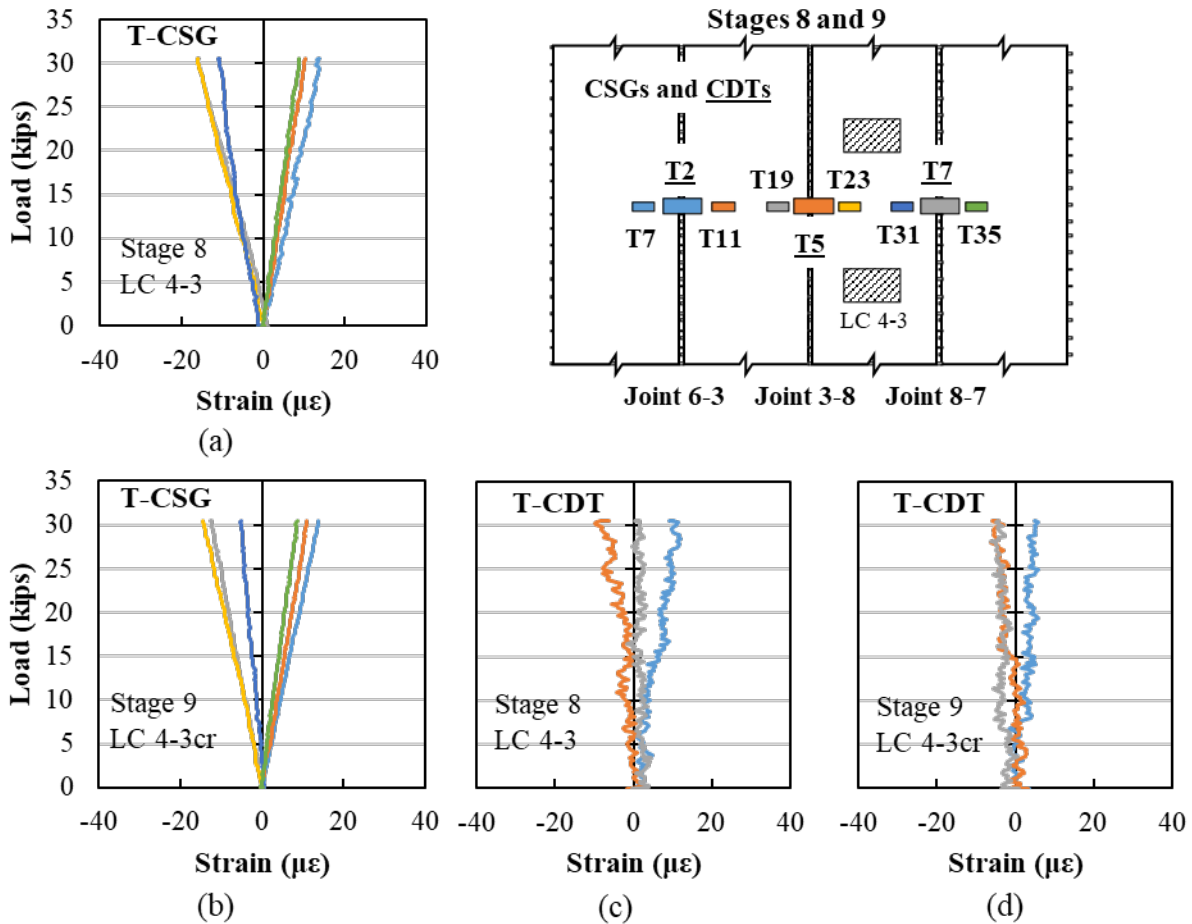 35
30
25
20
15
10
5
0
Load (kips)
T-CSG
Stage 8
LC 4-3
-40 -20 0 20 40
Strain (με)
(a)
Stages 8 and 9
CSGs and CDTs
T2 T19 T23 T7
T7 T11 T5 T31 T35
LC 4-3
Joint 6-3 Joint 3-8 Joint 8-7
35
30
25
20
15
10
5
0
Load (kips)
T-CSG
Stage 9
LC 4-3cr
-40 -20 0 20 40
Strain (με)
(b)
T-CDT
Stage 8
LC 4-3
-40 -20 0 20 40
Strain (με)
(c)
T-CDT
Stage 9
LC 4-3cr
-40 -20 0 20 40
Strain (με)
(d)